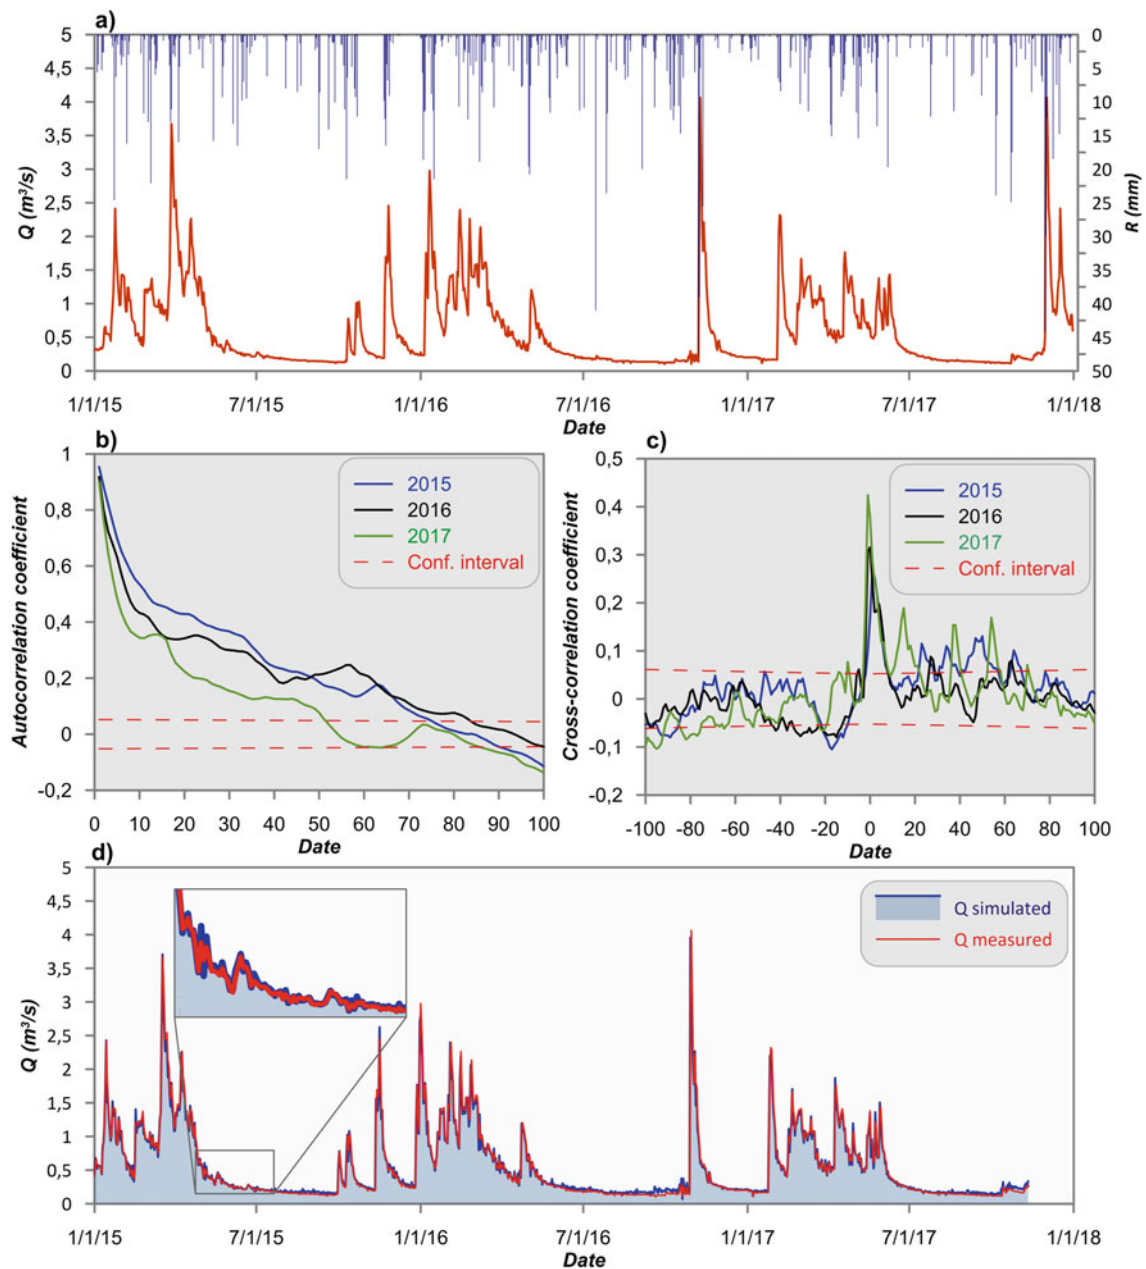 a)
5
4,5
4
3,5
3
2,5
2
1,5
1
0,5
0
Q (m³/s)
0
5
10
15
20
25
30
35
40
45
50
R (mm)
1/1/15 7/1/15 1/1/16 7/1/16 1/1/17 7/1/17 1/1/18
Date
b)
1
0,8
0,6
0,4
0,2
0
-0,2
Autocorrelation coefficient
2015
2016
2017
Conf. interval
0 10 20 30 40 50 60 70 80 90 100
Date
c)
0,5
0,4
0,3
0,2
0,1
0
-0,1
-0,2
Cross-correlation coefficient
2015
2016
2017
Conf. interval
-100 -80 -60 -40 -20 0 20 40 60 80 100
Date
d)
5
4,5
4
3,5
3
2,5
2
1,5
1
0,5
0
Q (m³/s)
Q simulated
Q measured
1/1/15 7/1/15 1/1/16 7/1/16 1/1/17 7/1/17 1/1/18
Date